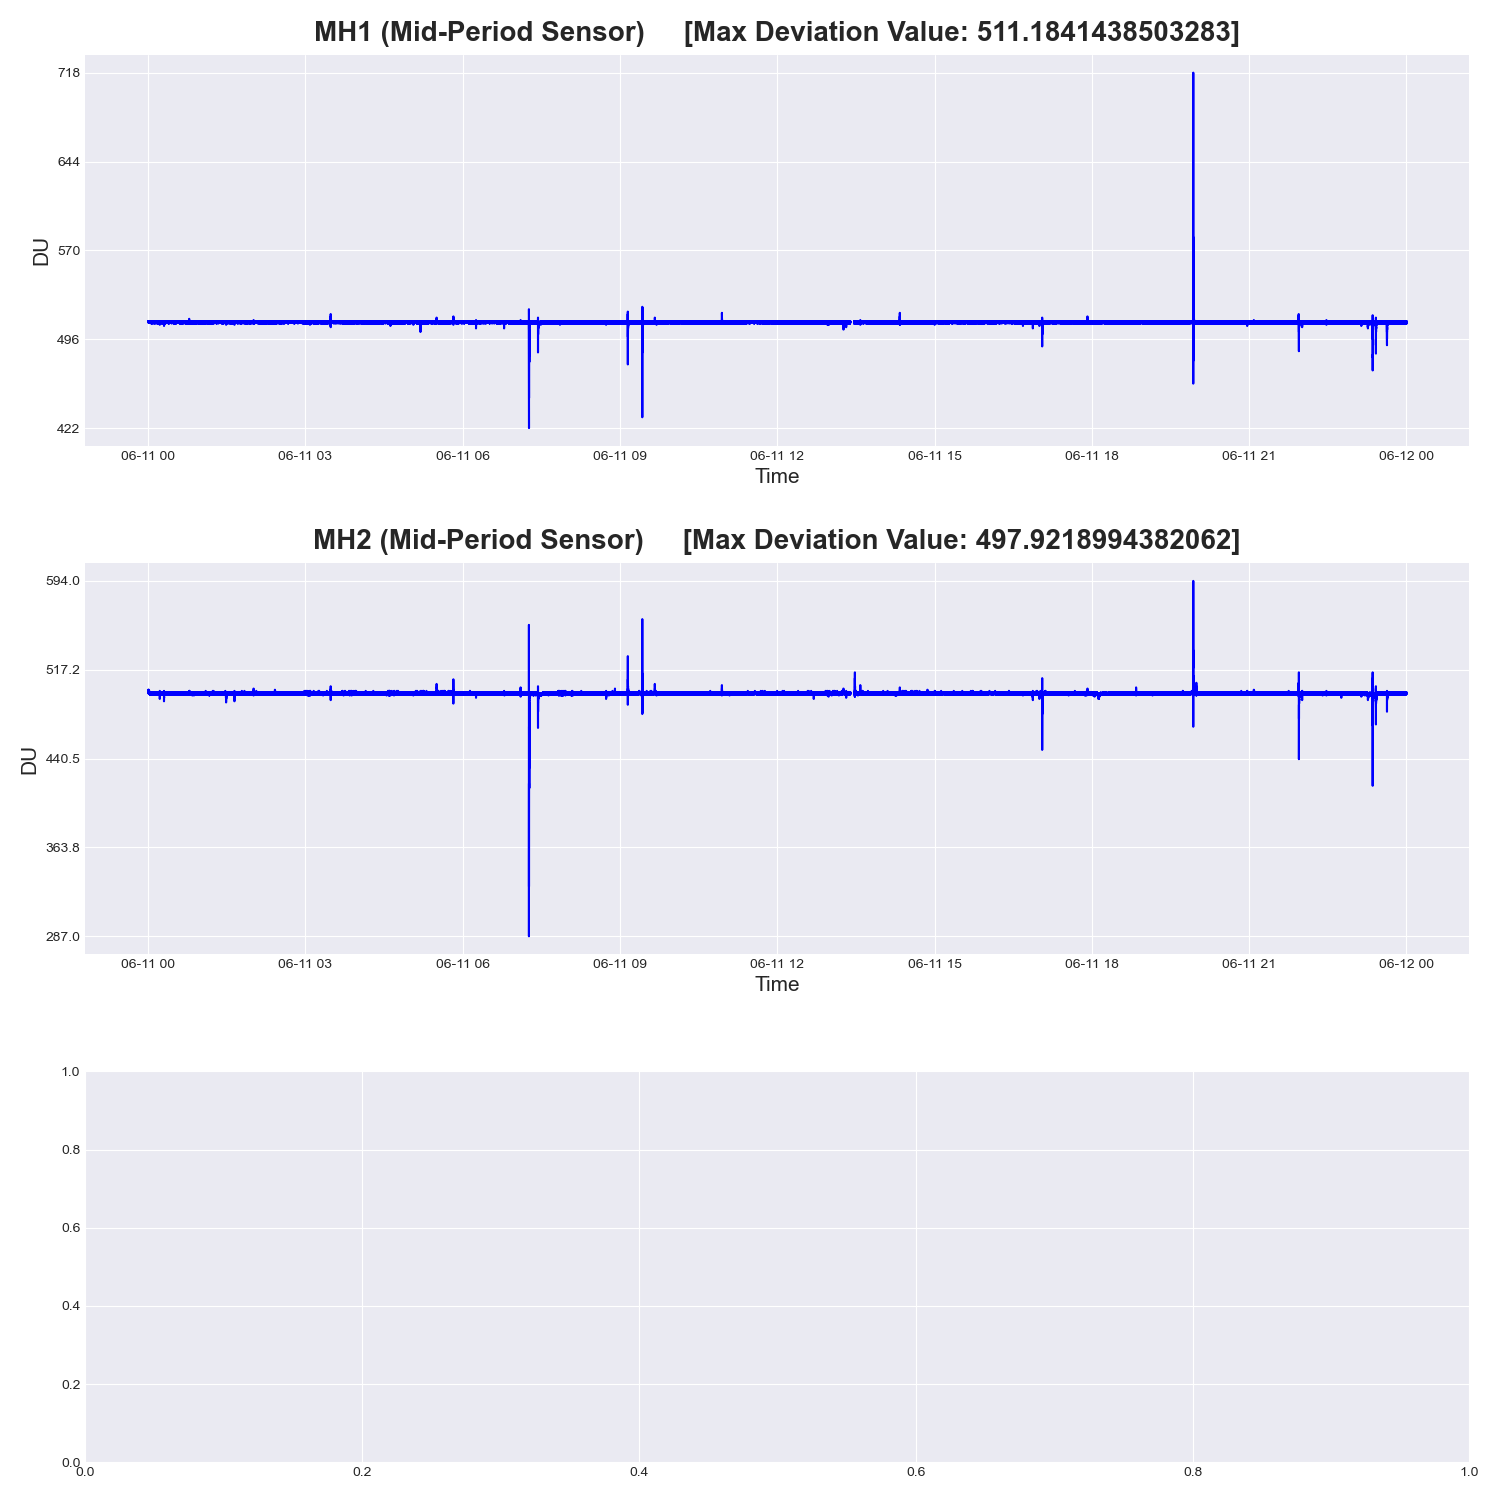 MH1 (Mid-Period Sensor) [Max Deviation Value: 511.1841438503283]
718
644
570
496
422
DU
06-11 00 06-11 03 06-11 06 06-11 09 06-11 12 06-11 15 06-11 18 06-11 21 06-12 00
Time
MH2 (Mid-Period Sensor) [Max Deviation Value: 497.9218994382062]
594.0
517.2
440.5
363.8
287.0
DU
06-11 00 06-11 03 06-11 06 06-11 09 06-11 12 06-11 15 06-11 18 06-11 21 06-12 00
Time
1.0
0.8
0.6
0.4
0.2
0.0
0.0 0.2 0.4 0.6 0.8 1.0